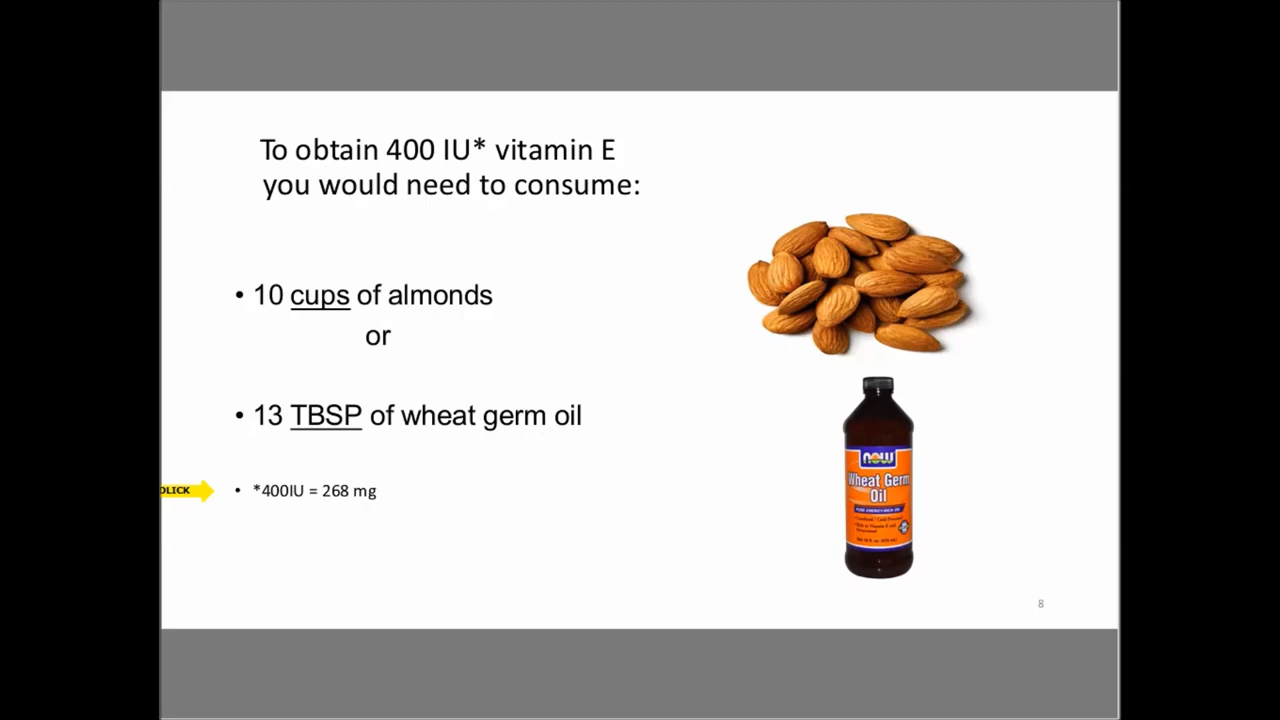 To obtain 400 IU* vitamin E
you would need to consume:
• 10 cups of almonds
or
• 13 TBSP of wheat germ oil
• *400IU = 268 mg
now
Wheat Germ
Oil
8